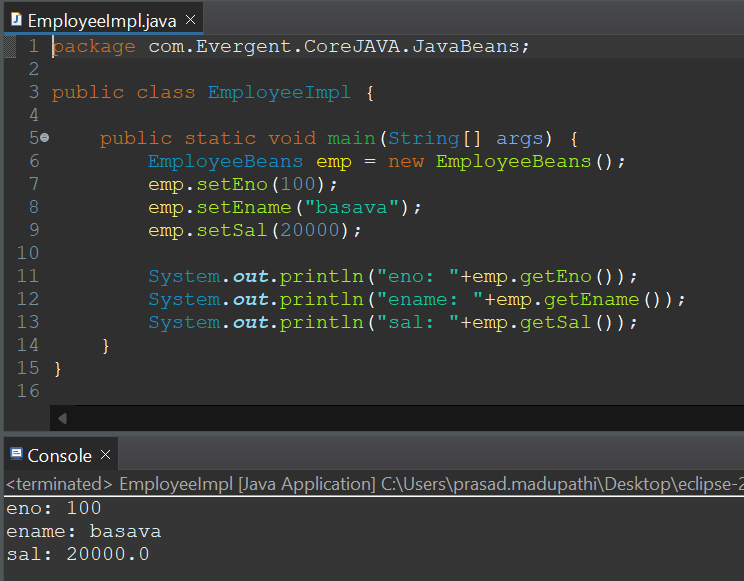 EmployeeImpl.java ×
1 package com.Evergent.CoreJAVA.JavaBeans;
2
3 public class EmployeeImpl {
4
5 public static void main(String[] args) {
6 EmployeeBeans emp = new EmployeeBeans();
7 emp.setEno(100);
8 emp.setEname("basava");
9 emp.setSal(20000);
10
11 System.out.println("eno: "+emp.getEno());
12 System.out.println("ename: "+emp.getEname());
13 System.out.println("sal: "+emp.getSal());
14 }
15 }
16
Console ×
<terminated> EmployeeImpl [Java Application] C:\Users\prasad.madupathi\Desktop\eclipse-2
eno: 100
ename: basava
sal: 20000.0